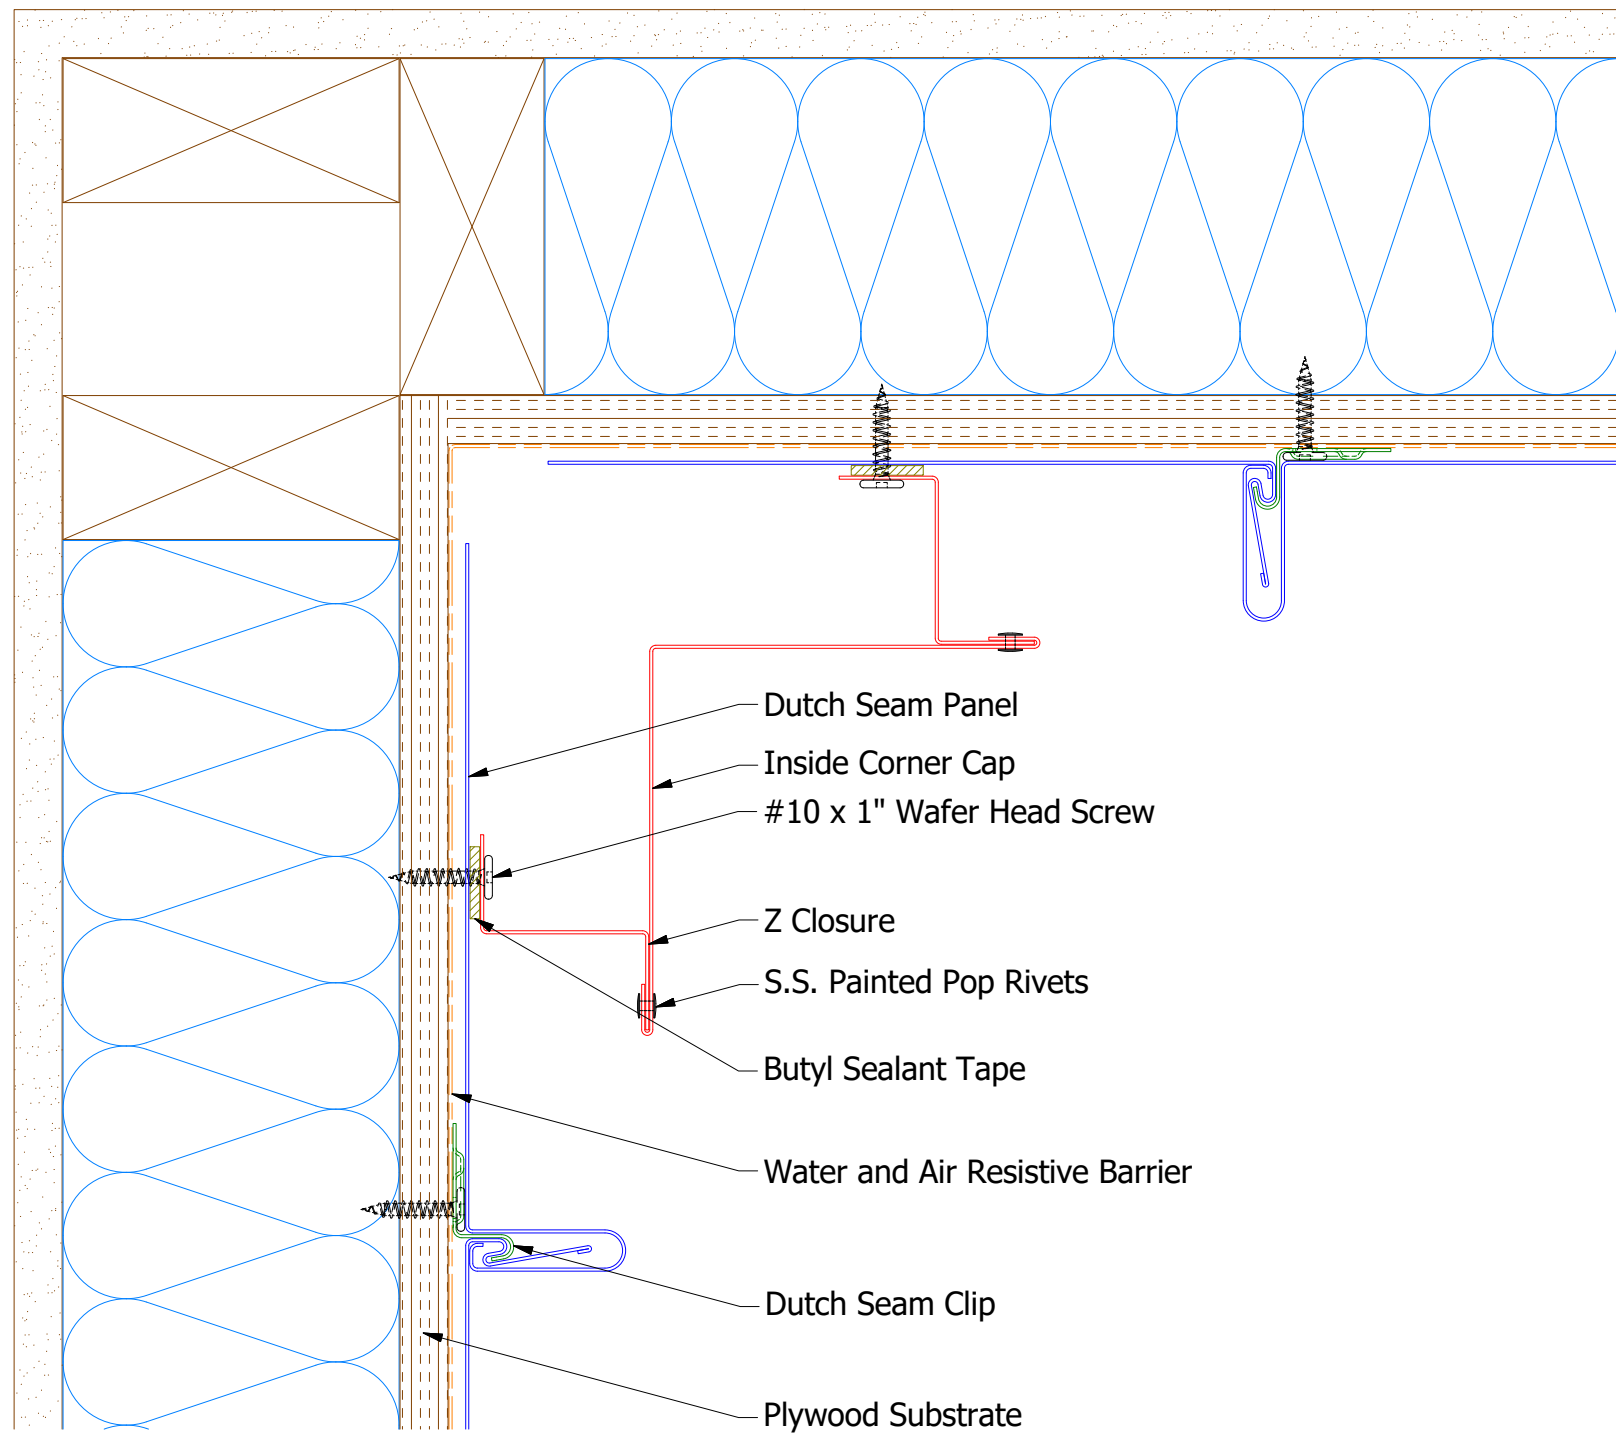 Dutch Seam Panel
Inside Corner Cap
#10 x 1" Wafer Head Screw
Z Closure
S.S. Painted Pop Rivets
Butyl Sealant Tape
Water and Air Resistive Barrier
Dutch Seam Clip
Plywood Substrate